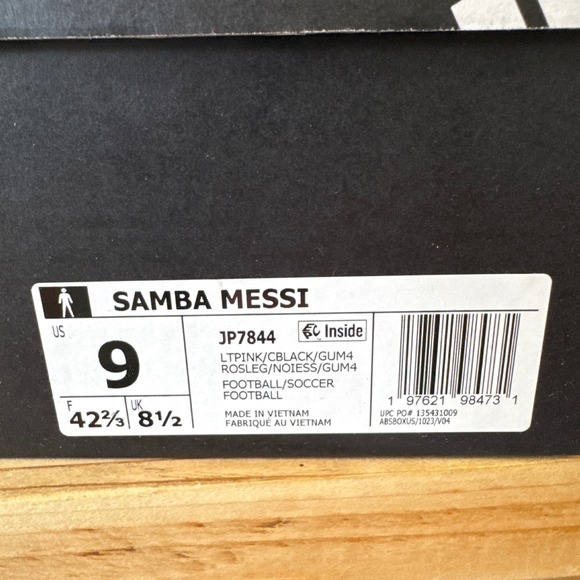 SAMBA MESSI
US
9
F
42⅔
UK
8½
JP7844
Inside
LTPINK/CBLACK/GUM4
ROSLEG/NOIESS/GUM4
FOOTBALL/SOCCER
FOOTBALL
MADE IN VIETNAM
FABRIQUÉ AU VIETNAM
1 97621 98473 1
UPC PO# 135431009
ABSBOXUS/1023/V04